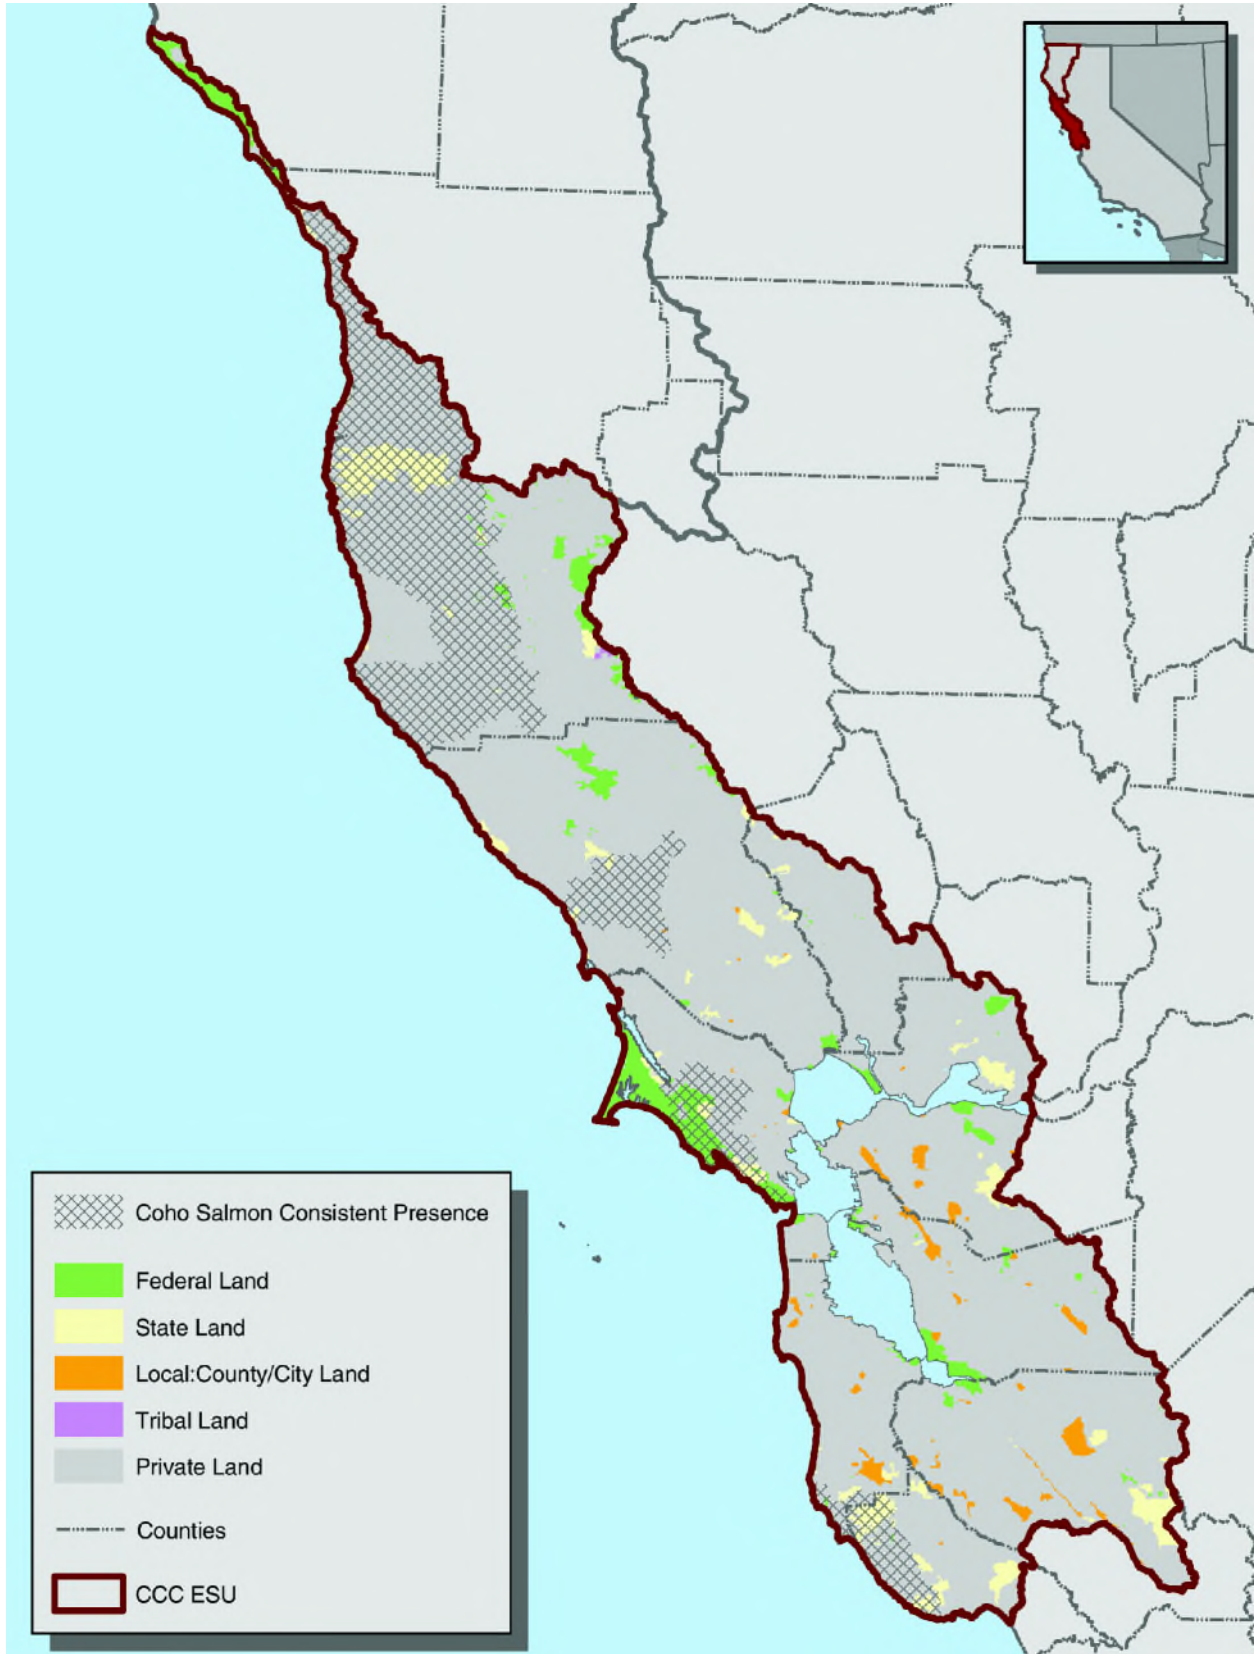 Coho Salmon Consistent Presence
Federal Land
State Land
Local:County/City Land
Tribal Land
Private Land
Counties
CCC ESU